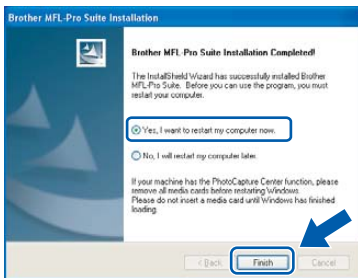 Brother MFL-Pro Suite Installation
Brother MFL-Pro Suite Installation Completed!
The InstallShield Wizard has successfully installed Brother
MFL-Pro Suite. Before you can use the program, you must
restart your computer.
Yes, I want to restart my computer now.
No, I will restart my computer later.
If your machine has the PhotoCapture Center function, please
remove all media cards before restarting Windows.
Please do not insert a media card until Windows has finished
loading.
< Back
Finish
Cancel